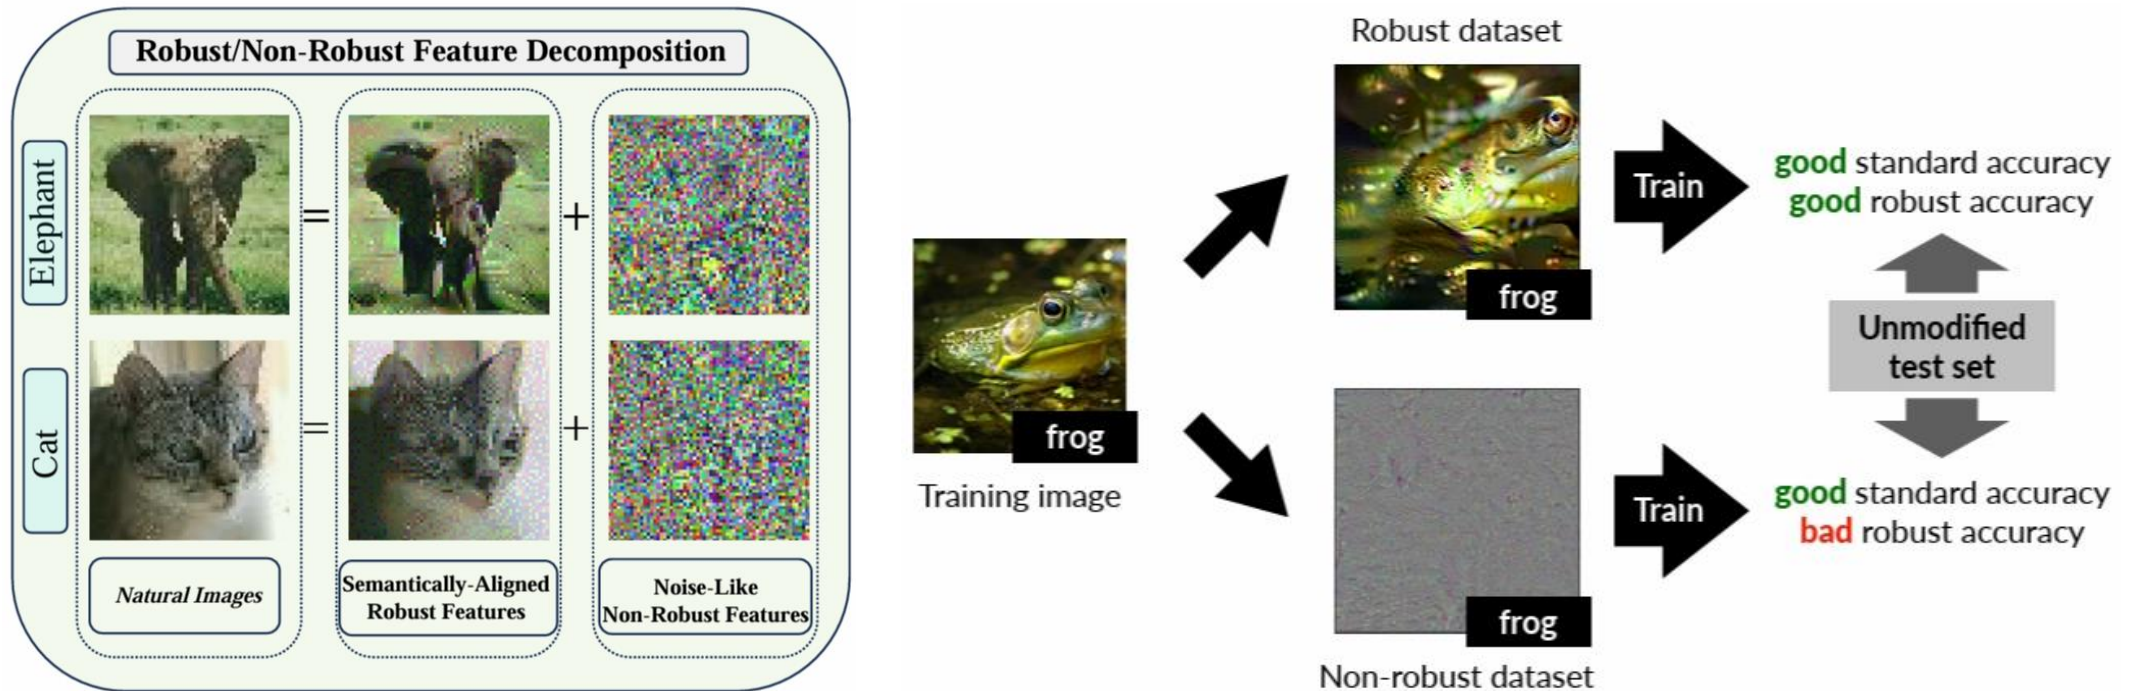 Robust/Non-Robust Feature Decomposition
Elephant
=
+
Cat
=
+
Natural Images
Semantically-Aligned
Robust Features
Noise-Like
Non-Robust Features
frog
Training image
Robust dataset
frog
Train
good standard accuracy
good robust accuracy
Unmodified
test set
frog
Non-robust dataset
Train
good standard accuracy
bad robust accuracy